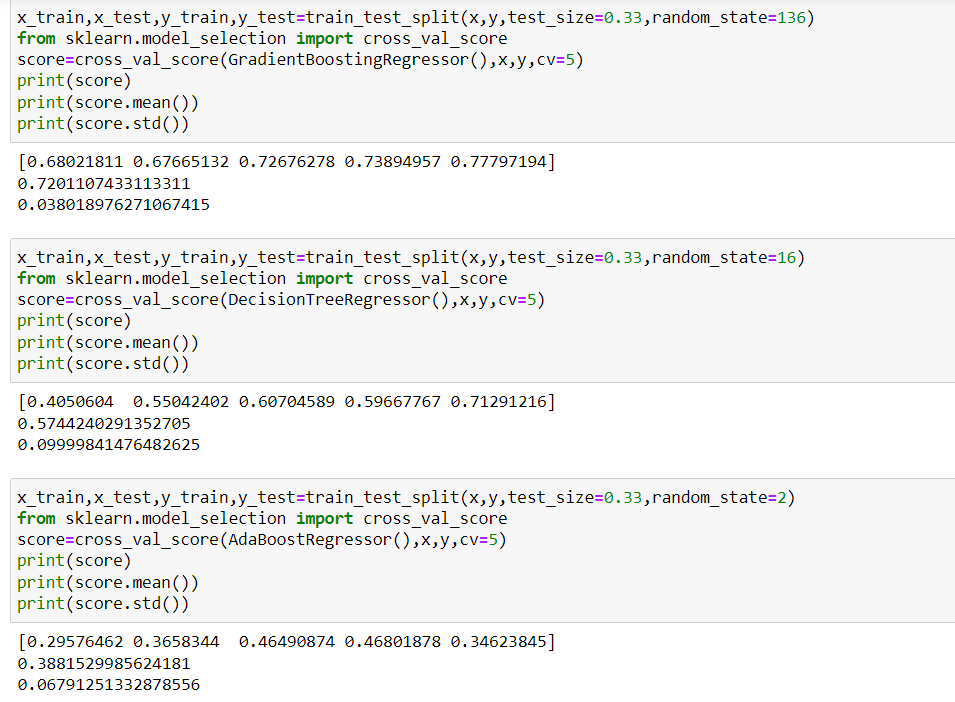 x_train,x_test,y_train,y_test=train_test_split(x,y,test_size=0.33,random_state=136)
from sklearn.model_selection import cross_val_score
score=cross_val_score(GradientBoostingRegressor(),x,y,cv=5)
print(score)
print(score.mean())
print(score.std())
[0.68021811 0.67665132 0.72676278 0.73894957 0.77797194]
0.7201107433113311
0.038018976271067415
x_train,x_test,y_train,y_test=train_test_split(x,y,test_size=0.33,random_state=16)
from sklearn.model_selection import cross_val_score
score=cross_val_score(DecisionTreeRegressor(),x,y,cv=5)
print(score)
print(score.mean())
print(score.std())
[0.4050604  0.55042402 0.60704589 0.59667767 0.71291216]
0.5744240291352705
0.09999841476482625
x_train,x_test,y_train,y_test=train_test_split(x,y,test_size=0.33,random_state=2)
from sklearn.model_selection import cross_val_score
score=cross_val_score(AdaBoostRegressor(),x,y,cv=5)
print(score)
print(score.mean())
print(score.std())
[0.29576462 0.3658344  0.46490874 0.46801878 0.34623845]
0.3881529985624181
0.06791251332878556